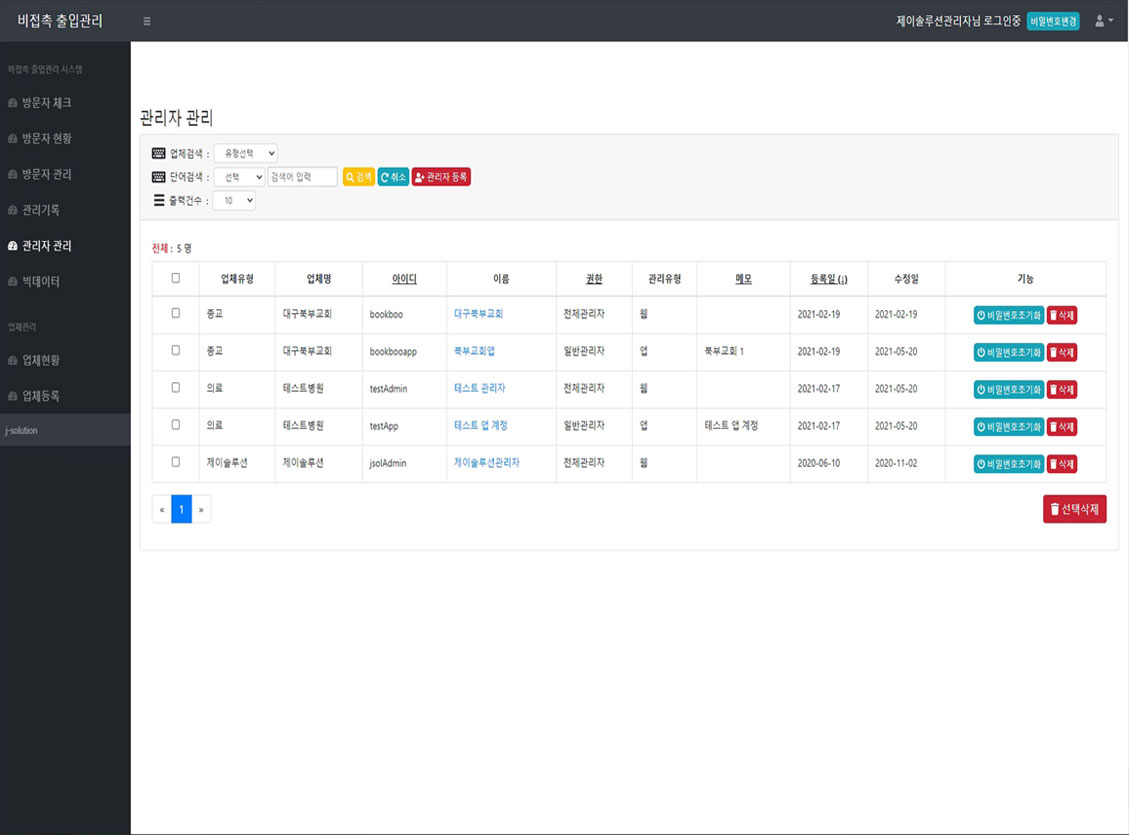 비접촉 출입관리
제이솔루션관리자님 로그인중 비밀번호변경
비접촉 출입관리 시스템
방문자 체크
방문자 현황
방문자 관리
관리기록
관리자 관리
빅데이터
업체관리
업체현황
업체등록
j-solution
관리자 관리
업체검색 : 유형선택
단어검색 : 선택 검색어 입력 검색 취소 관리자 등록
출력건수 : 10
전체 : 5 명
업체유형 업체명 아이디 이름 권한 관리유형 메모 등록일 (↓) 수정일 기능
종교 대구북부교회 bookboo 대구북부교회 전체관리자 웹 2021-02-19 2021-02-19 비밀번호초기화 삭제
종교 대구북부교회 bookbooapp 북부교회앱 일반관리자 앱 북부교회 1 2021-02-19 2021-05-20 비밀번호초기화 삭제
의료 테스트병원 testAdmin 테스트 관리자 전체관리자 웹 2021-02-17 2021-05-20 비밀번호초기화 삭제
의료 테스트병원 testApp 테스트 앱 계정 일반관리자 앱 테스트 앱 계정 2021-02-17 2021-05-20 비밀번호초기화 삭제
제이솔루션 제이솔루션 jsolAdmin 제이솔루션관리자 전체관리자 웹 2020-06-10 2020-11-02 비밀번호초기화 삭제
« 1 » 선택삭제